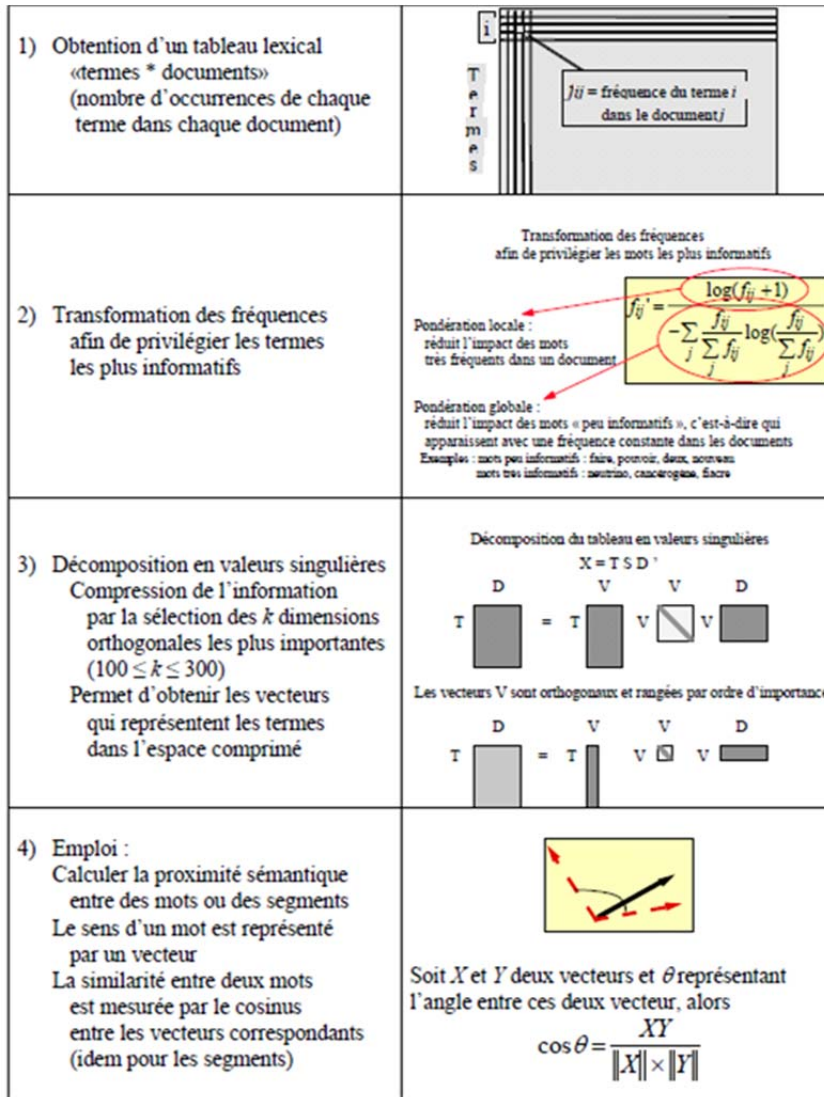 1) Obtention d'un tableau lexical
«termes * documents»
(nombre d'occurrences de chaque
terme dans chaque document)
i
T
e
r
m
e
s
fij = fréquence du terme i
dans le document j
2) Transformation des fréquences
afin de privilégier les termes
les plus informatifs
Transformation des fréquences
afin de privilégier les mots les plus informatifs
fij' = log(fij +1) / −∑j fij/∑j fij log(fij/∑j fij)
Pondération locale :
réduit l'impact des mots
très fréquents dans un document
Pondération globale :
réduit l'impact des mots « peu informatifs », c'est-à-dire qui
apparaissent avec une fréquence constante dans les documents
Exemples : mots peu informatifs : faire, pouvoir, deux, nouveau
mots tres informatifs : neutrino, cancérogène, fiacre
3) Décomposition en valeurs singulières
Compression de l'information
par la sélection des k dimensions
orthogonales les plus importantes
(100 ≤ k ≤ 300)
Permet d'obtenir les vecteurs
qui représentent les termes
dans l'espace comprimé
Décomposition du tableau en valeurs singulières
X = T S D '
D V V D
T = T V V
Les vecteurs V sont orthogonaux et rangées par ordre d'importance
D V V D
T = T V V
4) Emploi :
Calculer la proximité sémantique
entre des mots ou des segments
Le sens d'un mot est représenté
par un vecteur
La similarité entre deux mots
est mesurée par le cosinus
entre les vecteurs correspondants
(idem pour les segments)
Soit X et Y deux vecteurs et θ représentant
l'angle entre ces deux vecteur, alors
cos θ = XY / ‖X‖ × ‖Y‖